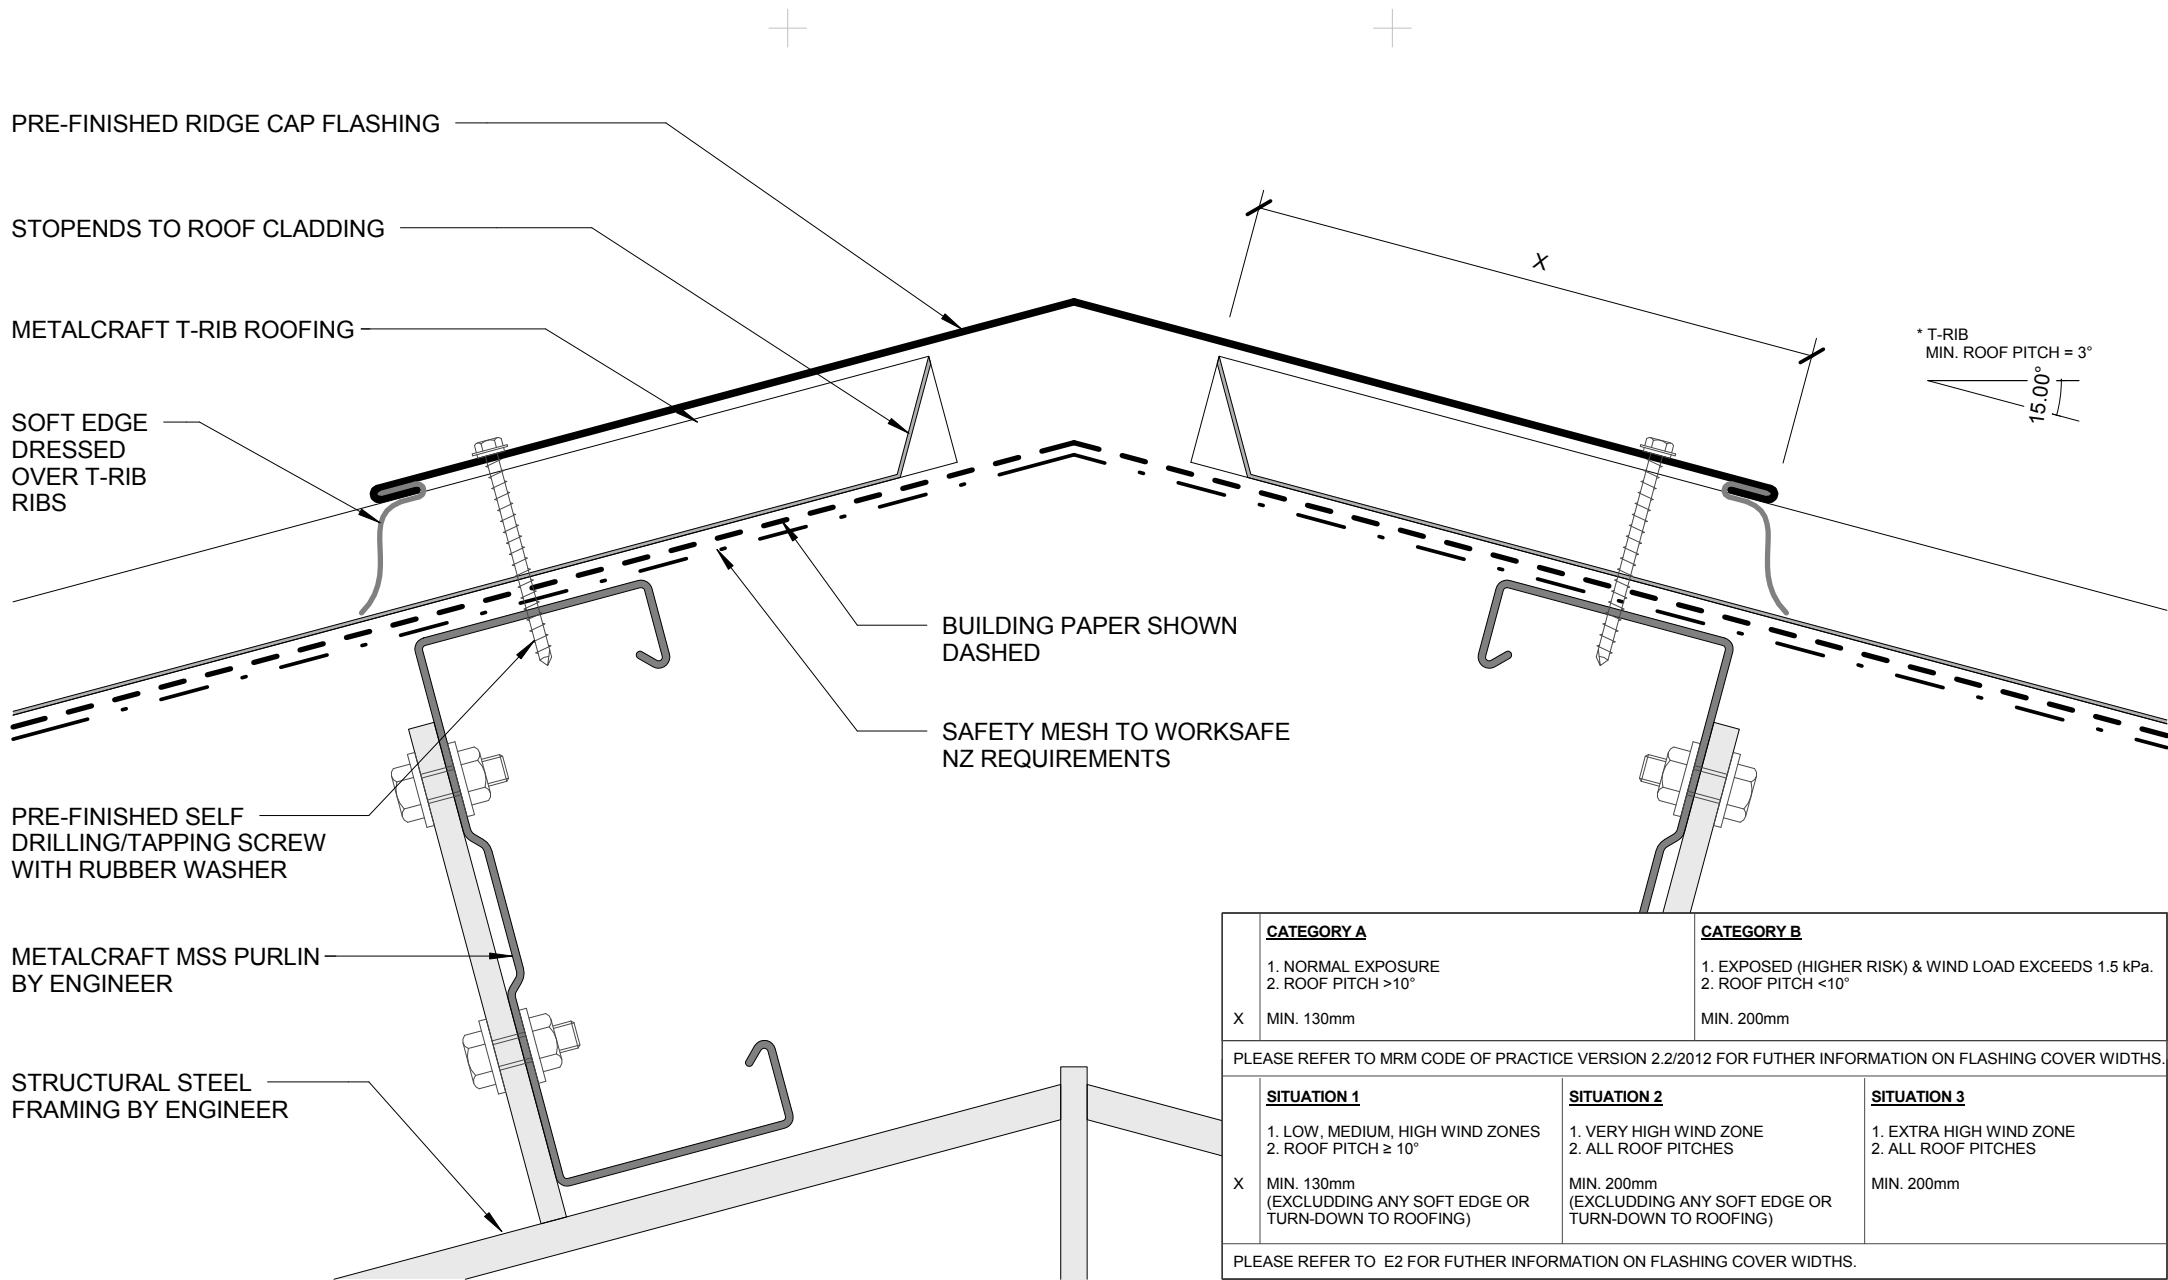 PRE-FINISHED RIDGE CAP FLASHING
STOPENDS TO ROOF CLADDING
METALCRAFT T-RIB ROOFING
SOFT EDGE
DRESSED
OVER T-RIB
RIBS
PRE-FINISHED SELF
DRILLING/TAPPING SCREW
WITH RUBBER WASHER
METALCRAFT MSS PURLIN
BY ENGINEER
STRUCTURAL STEEL
FRAMING BY ENGINEER
BUILDING PAPER SHOWN
DASHED
SAFETY MESH TO WORKSAFE
NZ REQUIREMENTS
X
* T-RIB
MIN. ROOF PITCH = 3°
15.00°
CATEGORY A
1. NORMAL EXPOSURE
2. ROOF PITCH >10°
X MIN. 130mm
CATEGORY B
1. EXPOSED (HIGHER RISK) & WIND LOAD EXCEEDS 1.5 kPa.
2. ROOF PITCH <10°
MIN. 200mm
PLEASE REFER TO MRM CODE OF PRACTICE VERSION 2.2/2012 FOR FUTHER INFORMATION ON FLASHING COVER WIDTHS.
SITUATION 1
1. LOW, MEDIUM, HIGH WIND ZONES
2. ROOF PITCH ≥ 10°
X MIN. 130mm
(EXCLUDDING ANY SOFT EDGE OR
TURN-DOWN TO ROOFING)
SITUATION 2
1. VERY HIGH WIND ZONE
2. ALL ROOF PITCHES
MIN. 200mm
(EXCLUDDING ANY SOFT EDGE OR
TURN-DOWN TO ROOFING)
SITUATION 3
1. EXTRA HIGH WIND ZONE
2. ALL ROOF PITCHES
MIN. 200mm
PLEASE REFER TO E2 FOR FUTHER INFORMATION ON FLASHING COVER WIDTHS.